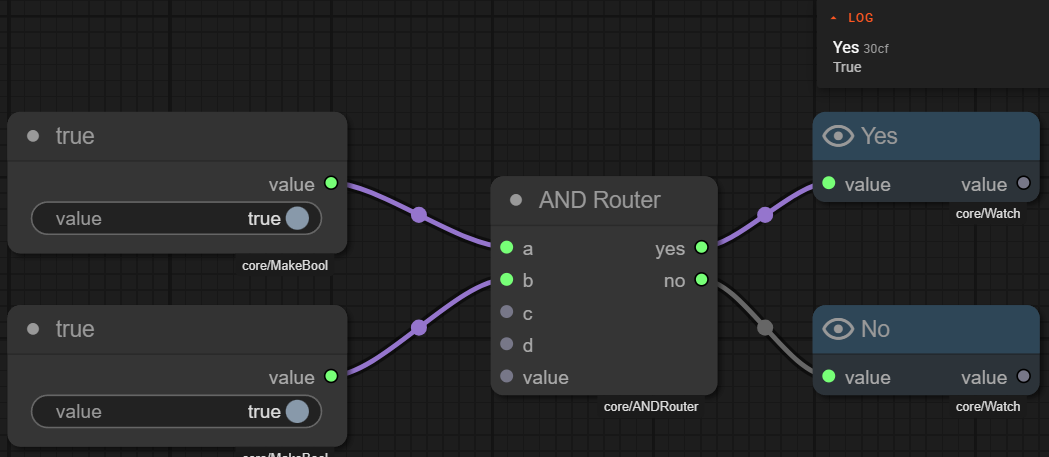 LOG
Yes 30cf
True
true
value
value true
core/MakeBool
true
value
value true
core/MakeBool
AND Router
a yes
b no
c
d
value
core/ANDRouter
Yes
value value
core/Watch
No
value value
core/Watch